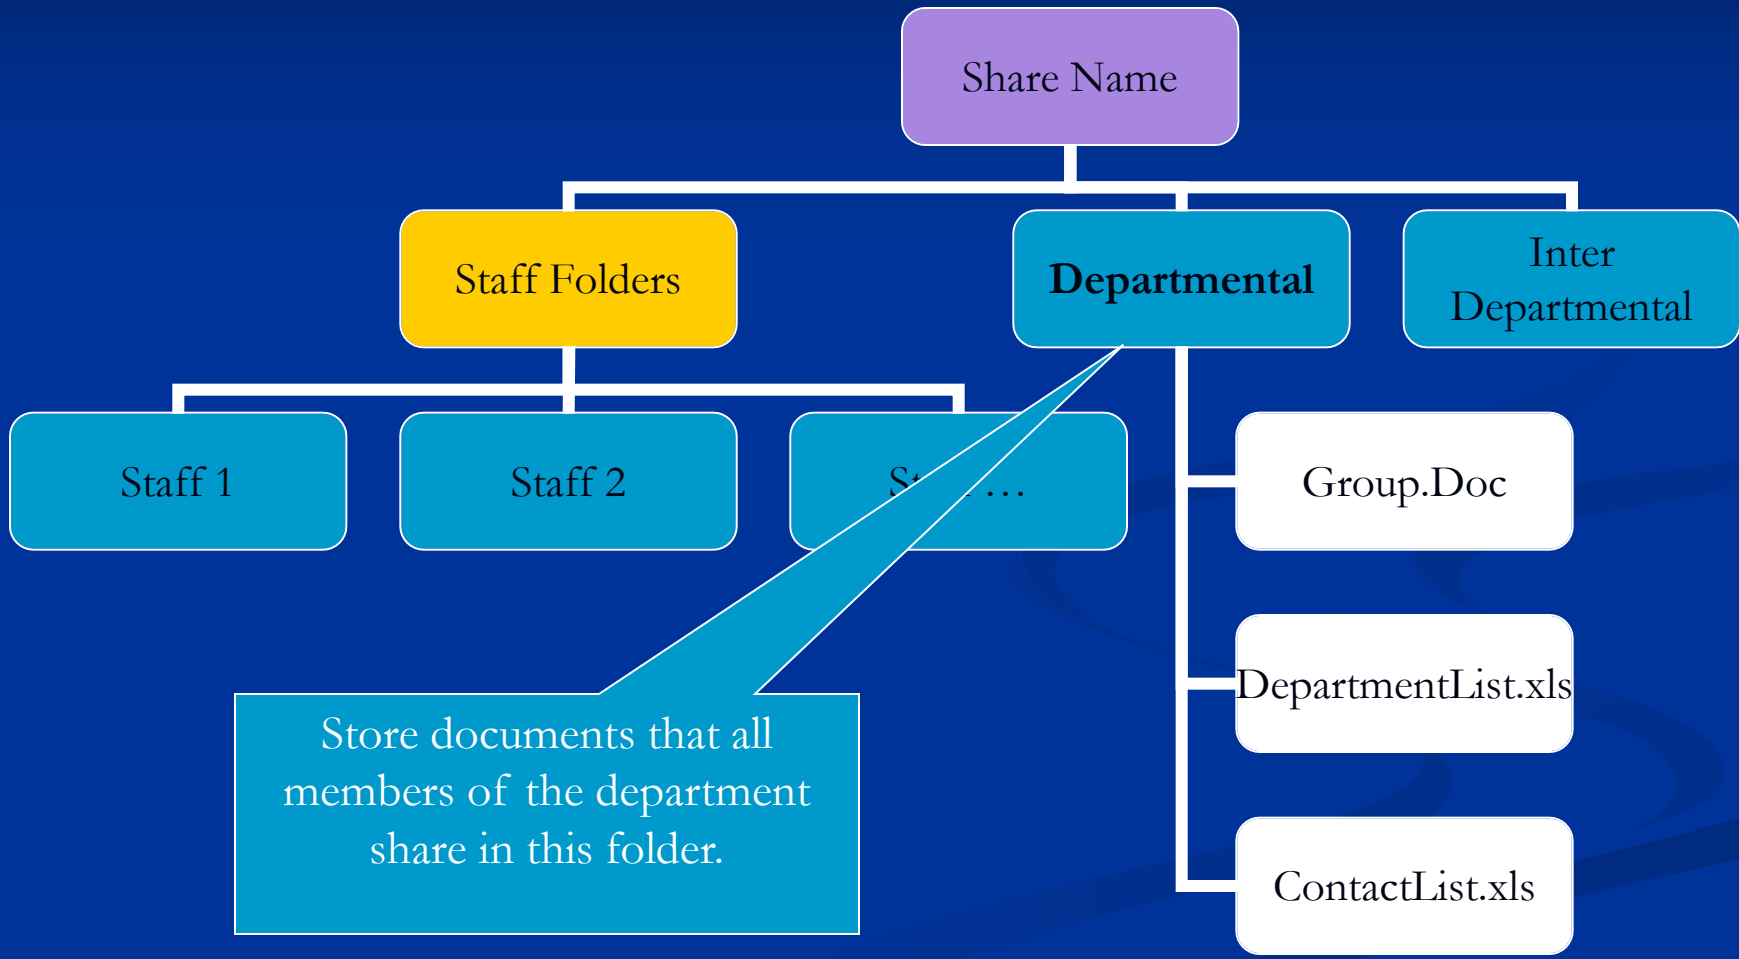 Share Name
Staff Folders
Departmental
Inter
Departmental
Staff 1
Staff 2
…
Group.Doc
DepartmentList.xls
ContactList.xls
Store documents that all
members of the department
share in this folder.